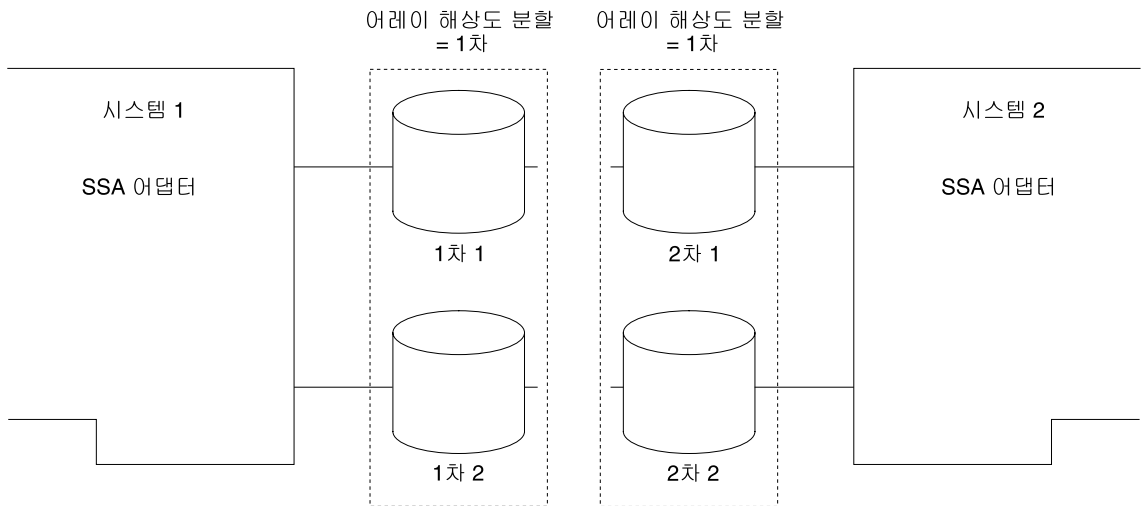 어레이 해상도 분할
= 1차
어레이 해상도 분할
= 1차
시스템 1
SSA 어댑터
시스템 2
SSA 어댑터
1차 1
2차 1
1차 2
2차 2